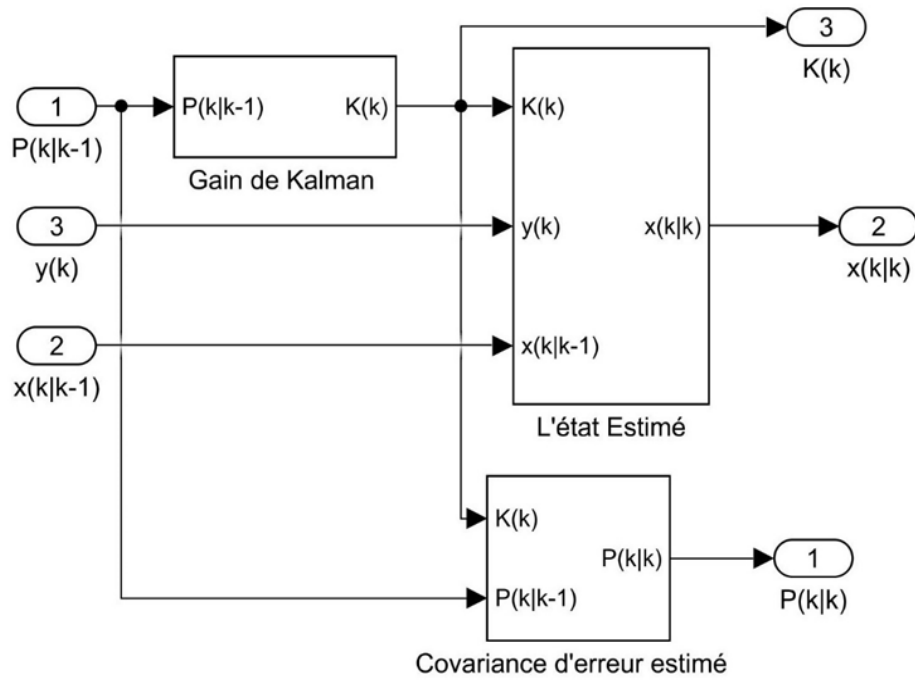 3
K(k)
1
P(k|k-1)
P(k|k-1)
K(k)
Gain de Kalman
K(k)
3
y(k)
y(k)
x(k|k)
2
x(k|k)
2
x(k|k-1)
x(k|k-1)
L'état Estimé
K(k)
P(k|k-1)
P(k|k)
Covariance d'erreur estimé
1
P(k|k)